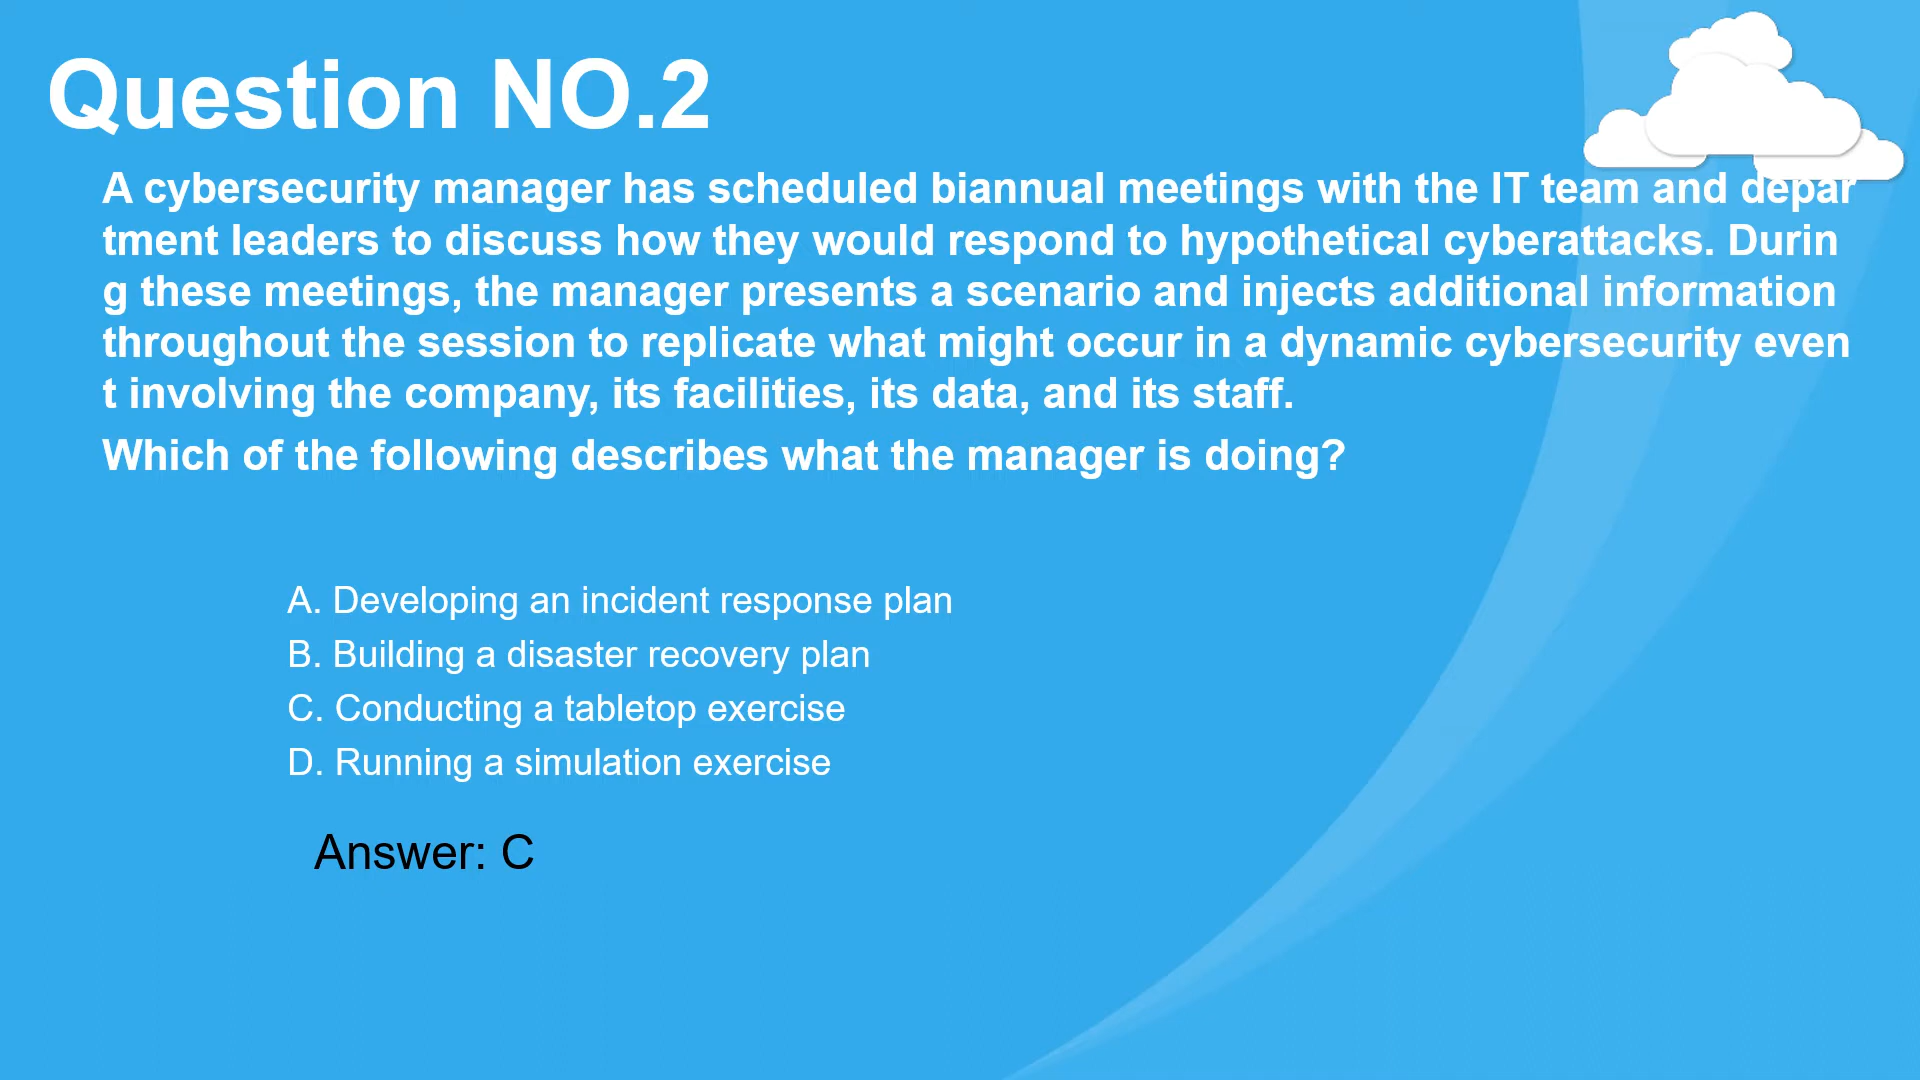 Question NO.2
A cybersecurity manager has scheduled biannual meetings with the IT team and depar
tment leaders to discuss how they would respond to hypothetical cyberattacks. Durin
g these meetings, the manager presents a scenario and injects additional information
throughout the session to replicate what might occur in a dynamic cybersecurity even
t involving the company, its facilities, its data, and its staff.
Which of the following describes what the manager is doing?
A. Developing an incident response plan
B. Building a disaster recovery plan
C. Conducting a tabletop exercise
D. Running a simulation exercise
Answer: C